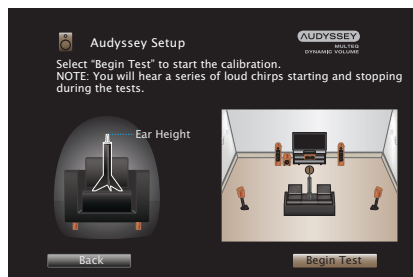 Audyssey Setup
AUDYSSEY
MULTEQ
DYNAMIC VOLUME
Select “Begin Test” to start the calibration.
NOTE: You will hear a series of loud chirps starting and stopping
during the tests.
Ear Height
Back
Begin Test